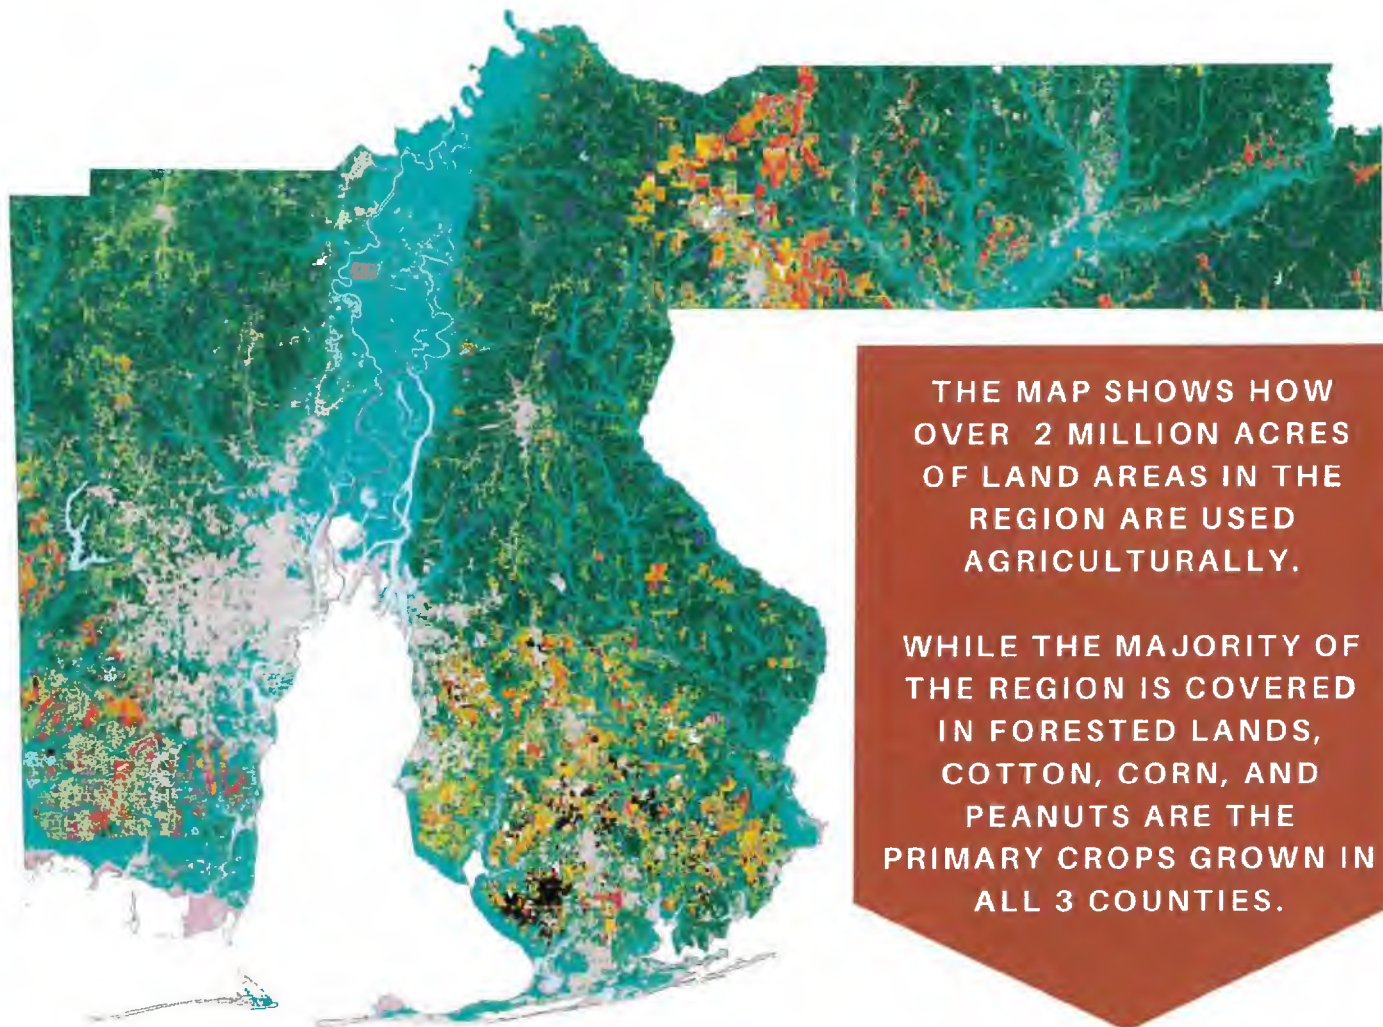 THE MAP SHOWS HOW
OVER 2 MILLION ACRES
OF LAND AREAS IN THE
REGION ARE USED
AGRICULTURALLY.
WHILE THE MAJORITY OF
THE REGION IS COVERED
IN FORESTED LANDS,
COTTON, CORN, AND
PEANUTS ARE THE
PRIMARY CROPS GROWN IN
ALL 3 COUNTIES.